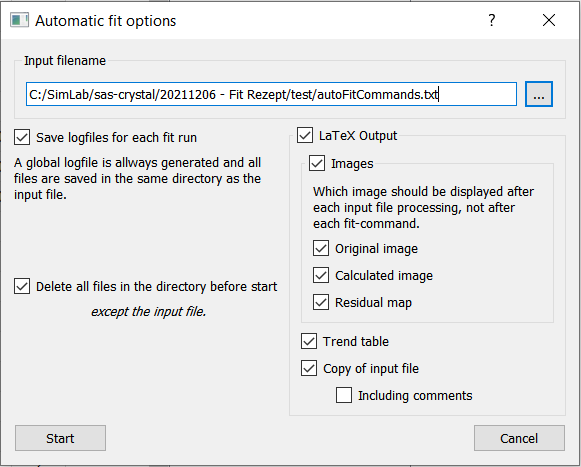 Automatic fit options
Input filename
C:/SimLab/sas-crystal/20211206 - Fit Rezept/test/autoFitCommands.txt
...
Save logfiles for each fit run
A global logfile is allways generated and all
files are saved in the same directory as the
input file.
Delete all files in the directory before start
except the input file.
LaTeX Output
Images
Which image should be displayed after
each input file processing, not after
each fit-command.
Original image
Calculated image
Residual map
Trend table
Copy of input file
Including comments
Start
Cancel